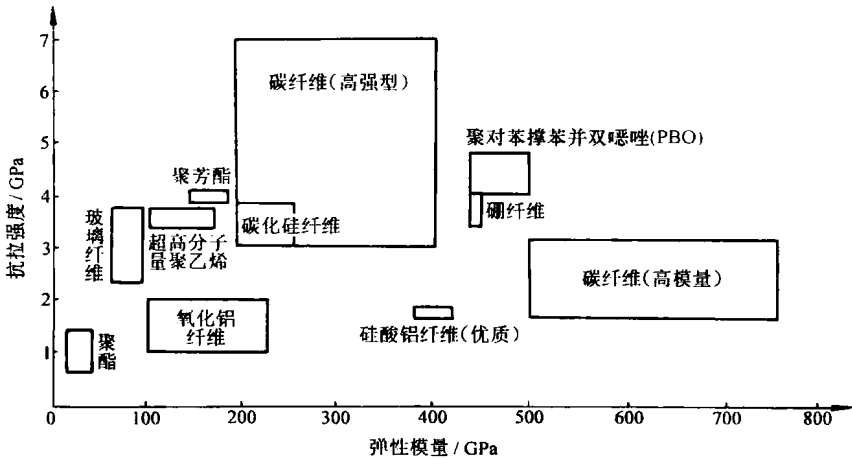 7
碳纤维(高强型)
6
5
聚对苯撑苯并双噁唑(PBO)
聚芳酯
4
玻璃纤维
超高分子
量聚乙烯
碳化硅纤维
硼纤维
3
碳纤维(高模量)
2
氧化铝
纤维
硅酸铝纤维(优质)
聚酯
1
抗拉强度/GPa
0 100 200 300 400 500 600 700 800
弹性模量/GPa